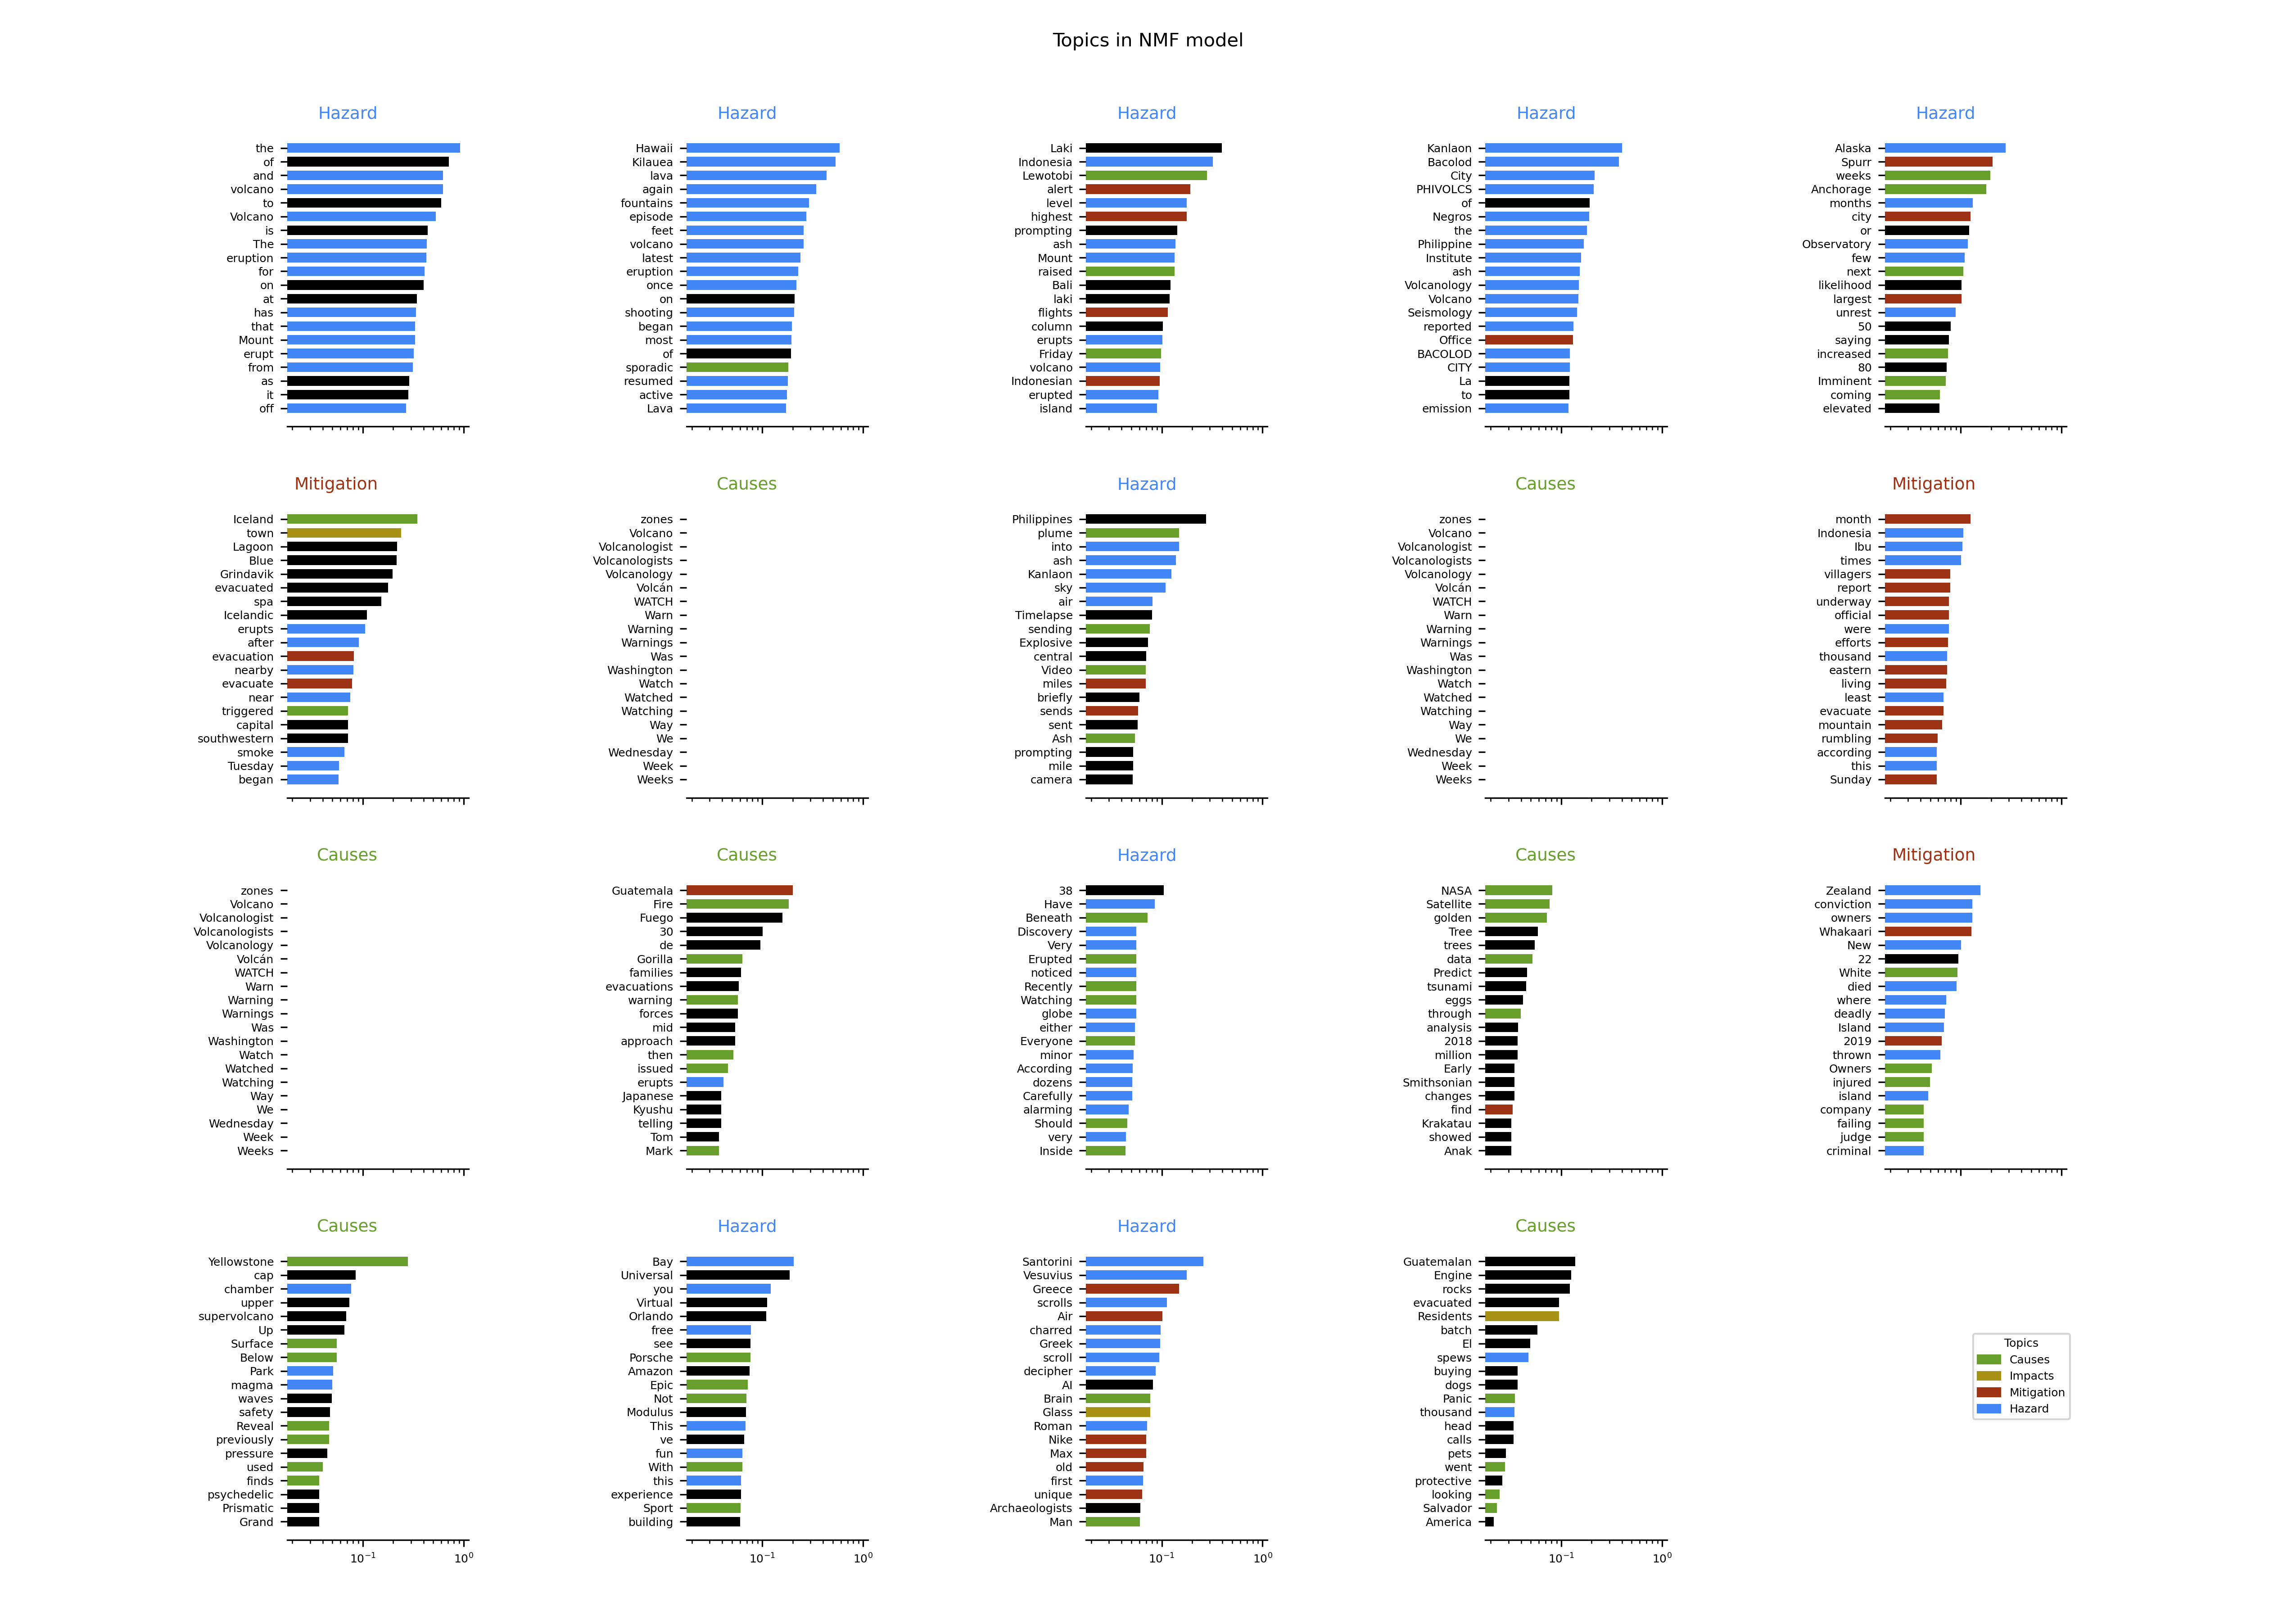 Topics in NMF model
Hazard
the
of
and
volcano
to
Volcano
is
The
eruption
for
on
at
has
that
Mount
erupt
from
as
it
off
Hazard
Hawaii
Kilauea
lava
again
fountains
episode
feet
volcano
latest
eruption
once
on
shooting
began
most
of
sporadic
resumed
active
Lava
Hazard
Laki
Indonesia
Lewotobi
alert
level
highest
prompting
ash
Mount
raised
Bali
laki
flights
column
erupts
Friday
volcano
Indonesian
erupted
island
Hazard
Kanlaon
Bacolod
City
PHIVOLCS
of
Negros
the
Philippine
Institute
ash
Volcanology
Volcano
Seismology
reported
Office
BACOLOD
CITY
La
to
emission
Hazard
Alaska
Spurr
weeks
Anchorage
months
city
or
Observatory
few
next
likelihood
largest
unrest
50
saying
increased
80
Imminent
coming
elevated
Mitigation
Iceland
town
Lagoon
Blue
Grindavik
evacuated
spa
Icelandic
erupts
after
evacuation
nearby
evacuate
near
triggered
capital
southwestern
smoke
Tuesday
began
Causes
zones
Volcano
Volcanologist
Volcanologists
Volcanology
Volcán
WATCH
Warn
Warning
Warnings
Was
Washington
Watch
Watched
Watching
Way
We
Wednesday
Week
Weeks
Hazard
Philippines
plume
into
ash
Kanlaon
sky
air
Timelapse
sending
Explosive
central
Video
miles
briefly
sends
sent
Ash
prompting
mile
camera
Causes
zones
Volcano
Volcanologist
Volcanologists
Volcanology
Volcán
WATCH
Warn
Warning
Warnings
Was
Washington
Watch
Watched
Watching
Way
We
Wednesday
Week
Weeks
Mitigation
month
Indonesia
Ibu
times
villagers
report
underway
official
were
efforts
thousand
eastern
living
least
evacuate
mountain
rumbling
according
this
Sunday
Causes
zones
Volcano
Volcanologist
Volcanologists
Volcanology
Volcán
WATCH
Warn
Warning
Warnings
Was
Washington
Watch
Watched
Watching
Way
We
Wednesday
Week
Weeks
Causes
Guatemala
Fire
Fuego
30
de
Gorilla
families
evacuations
warning
forces
mid
approach
then
issued
erupts
Japanese
Kyushu
telling
Tom
Mark
Hazard
38
Have
Beneath
Discovery
Very
Erupted
noticed
Recently
Watching
globe
either
Everyone
minor
According
dozens
Carefully
alarming
Should
very
Inside
Causes
NASA
Satellite
golden
Tree
trees
data
Predict
tsunami
eggs
through
analysis
2018
million
Early
Smithsonian
changes
find
Krakatau
showed
Anak
Mitigation
Zealand
conviction
owners
Whakaari
New
22
White
died
where
deadly
Island
2019
thrown
Owners
injured
island
company
failing
judge
criminal
Causes
Yellowstone
cap
chamber
upper
supervolcano
Up
Surface
Below
Park
magma
waves
safety
Reveal
previously
pressure
used
finds
psychedelic
Prismatic
Grand
10⁻¹ 10⁰
Hazard
Bay
Universal
you
Virtual
Orlando
free
see
Porsche
Amazon
Epic
Not
Modulus
This
ve
fun
With
this
experience
Sport
building
10⁻¹ 10⁰
Hazard
Santorini
Vesuvius
Greece
scrolls
Air
charred
Greek
scroll
decipher
AI
Brain
Glass
Roman
Nike
Max
old
first
unique
Archaeologists
Man
10⁻¹ 10⁰
Causes
Guatemalan
Engine
rocks
evacuated
Residents
batch
El
spews
buying
dogs
Panic
thousand
head
calls
pets
went
protective
looking
Salvador
America
10⁻¹ 10⁰
Topics
Causes
Impacts
Mitigation
Hazard